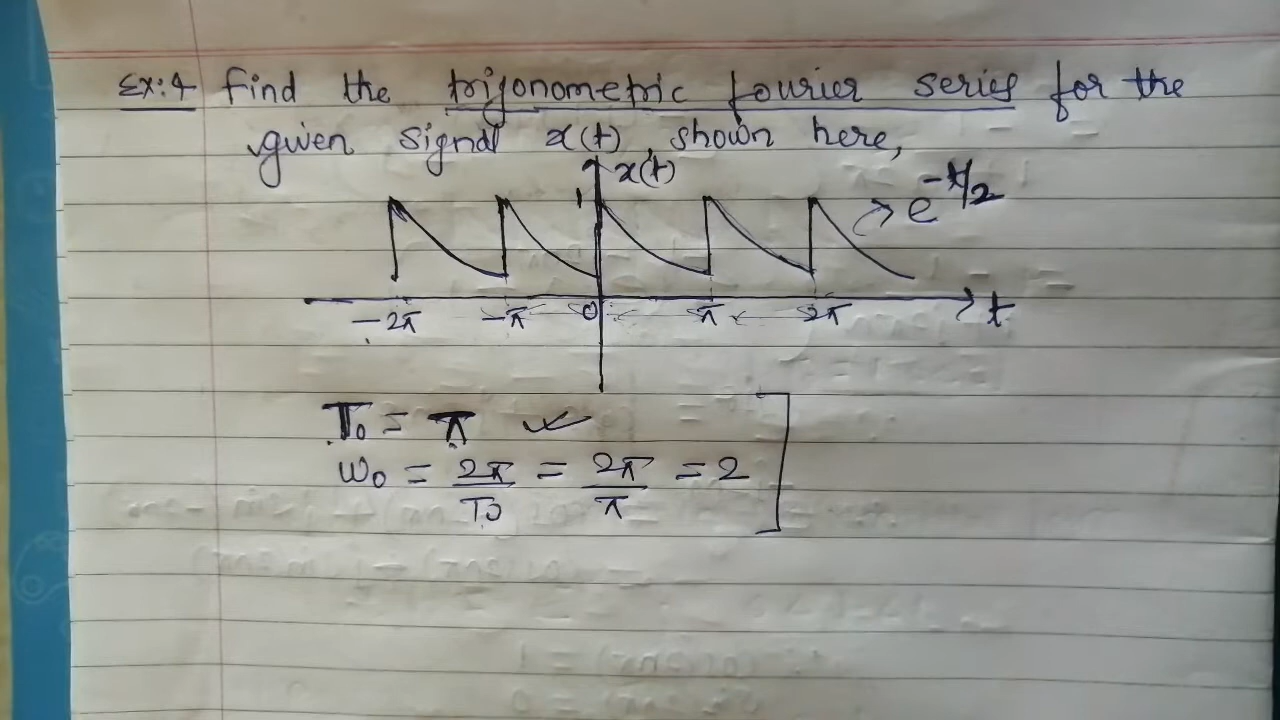 Ex:4 find the trigonometric fourier series for the
given signal x(t), shown here,
x(t)
1
e^{-t/2}
-2π -π 0 π 2π t
T₀ = π ✓
ω₀ = 2π/T₀ = 2π/π = 2